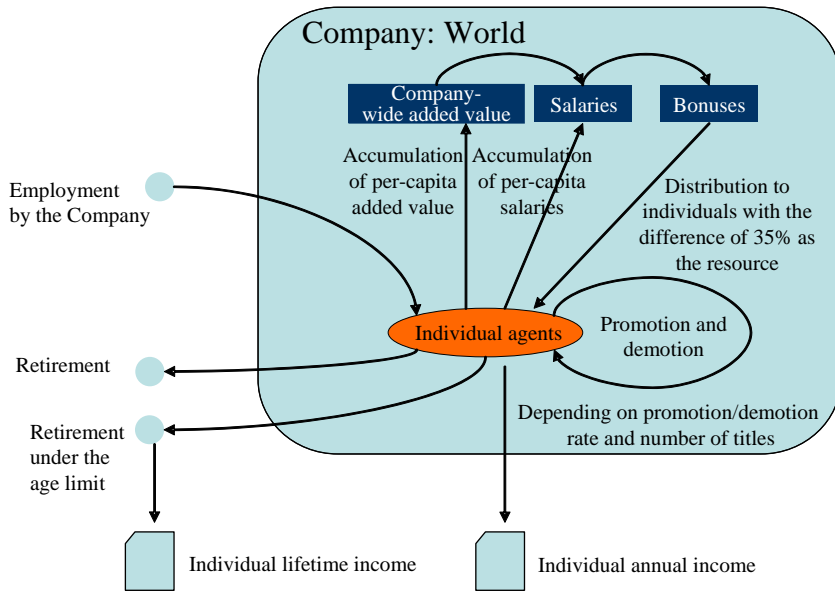 Company: World
Company-
wide added value
Salaries
Bonuses
Accumulation
of per-capita
added value
Accumulation
of per-capita
salaries
Distribution to
individuals with the
difference of 35% as
the resource
Employment
by the Company
Individual agents
Promotion and
demotion
Retirement
Depending on promotion/demotion
rate and number of titles
Retirement
under the
age limit
Individual lifetime income
Individual annual income